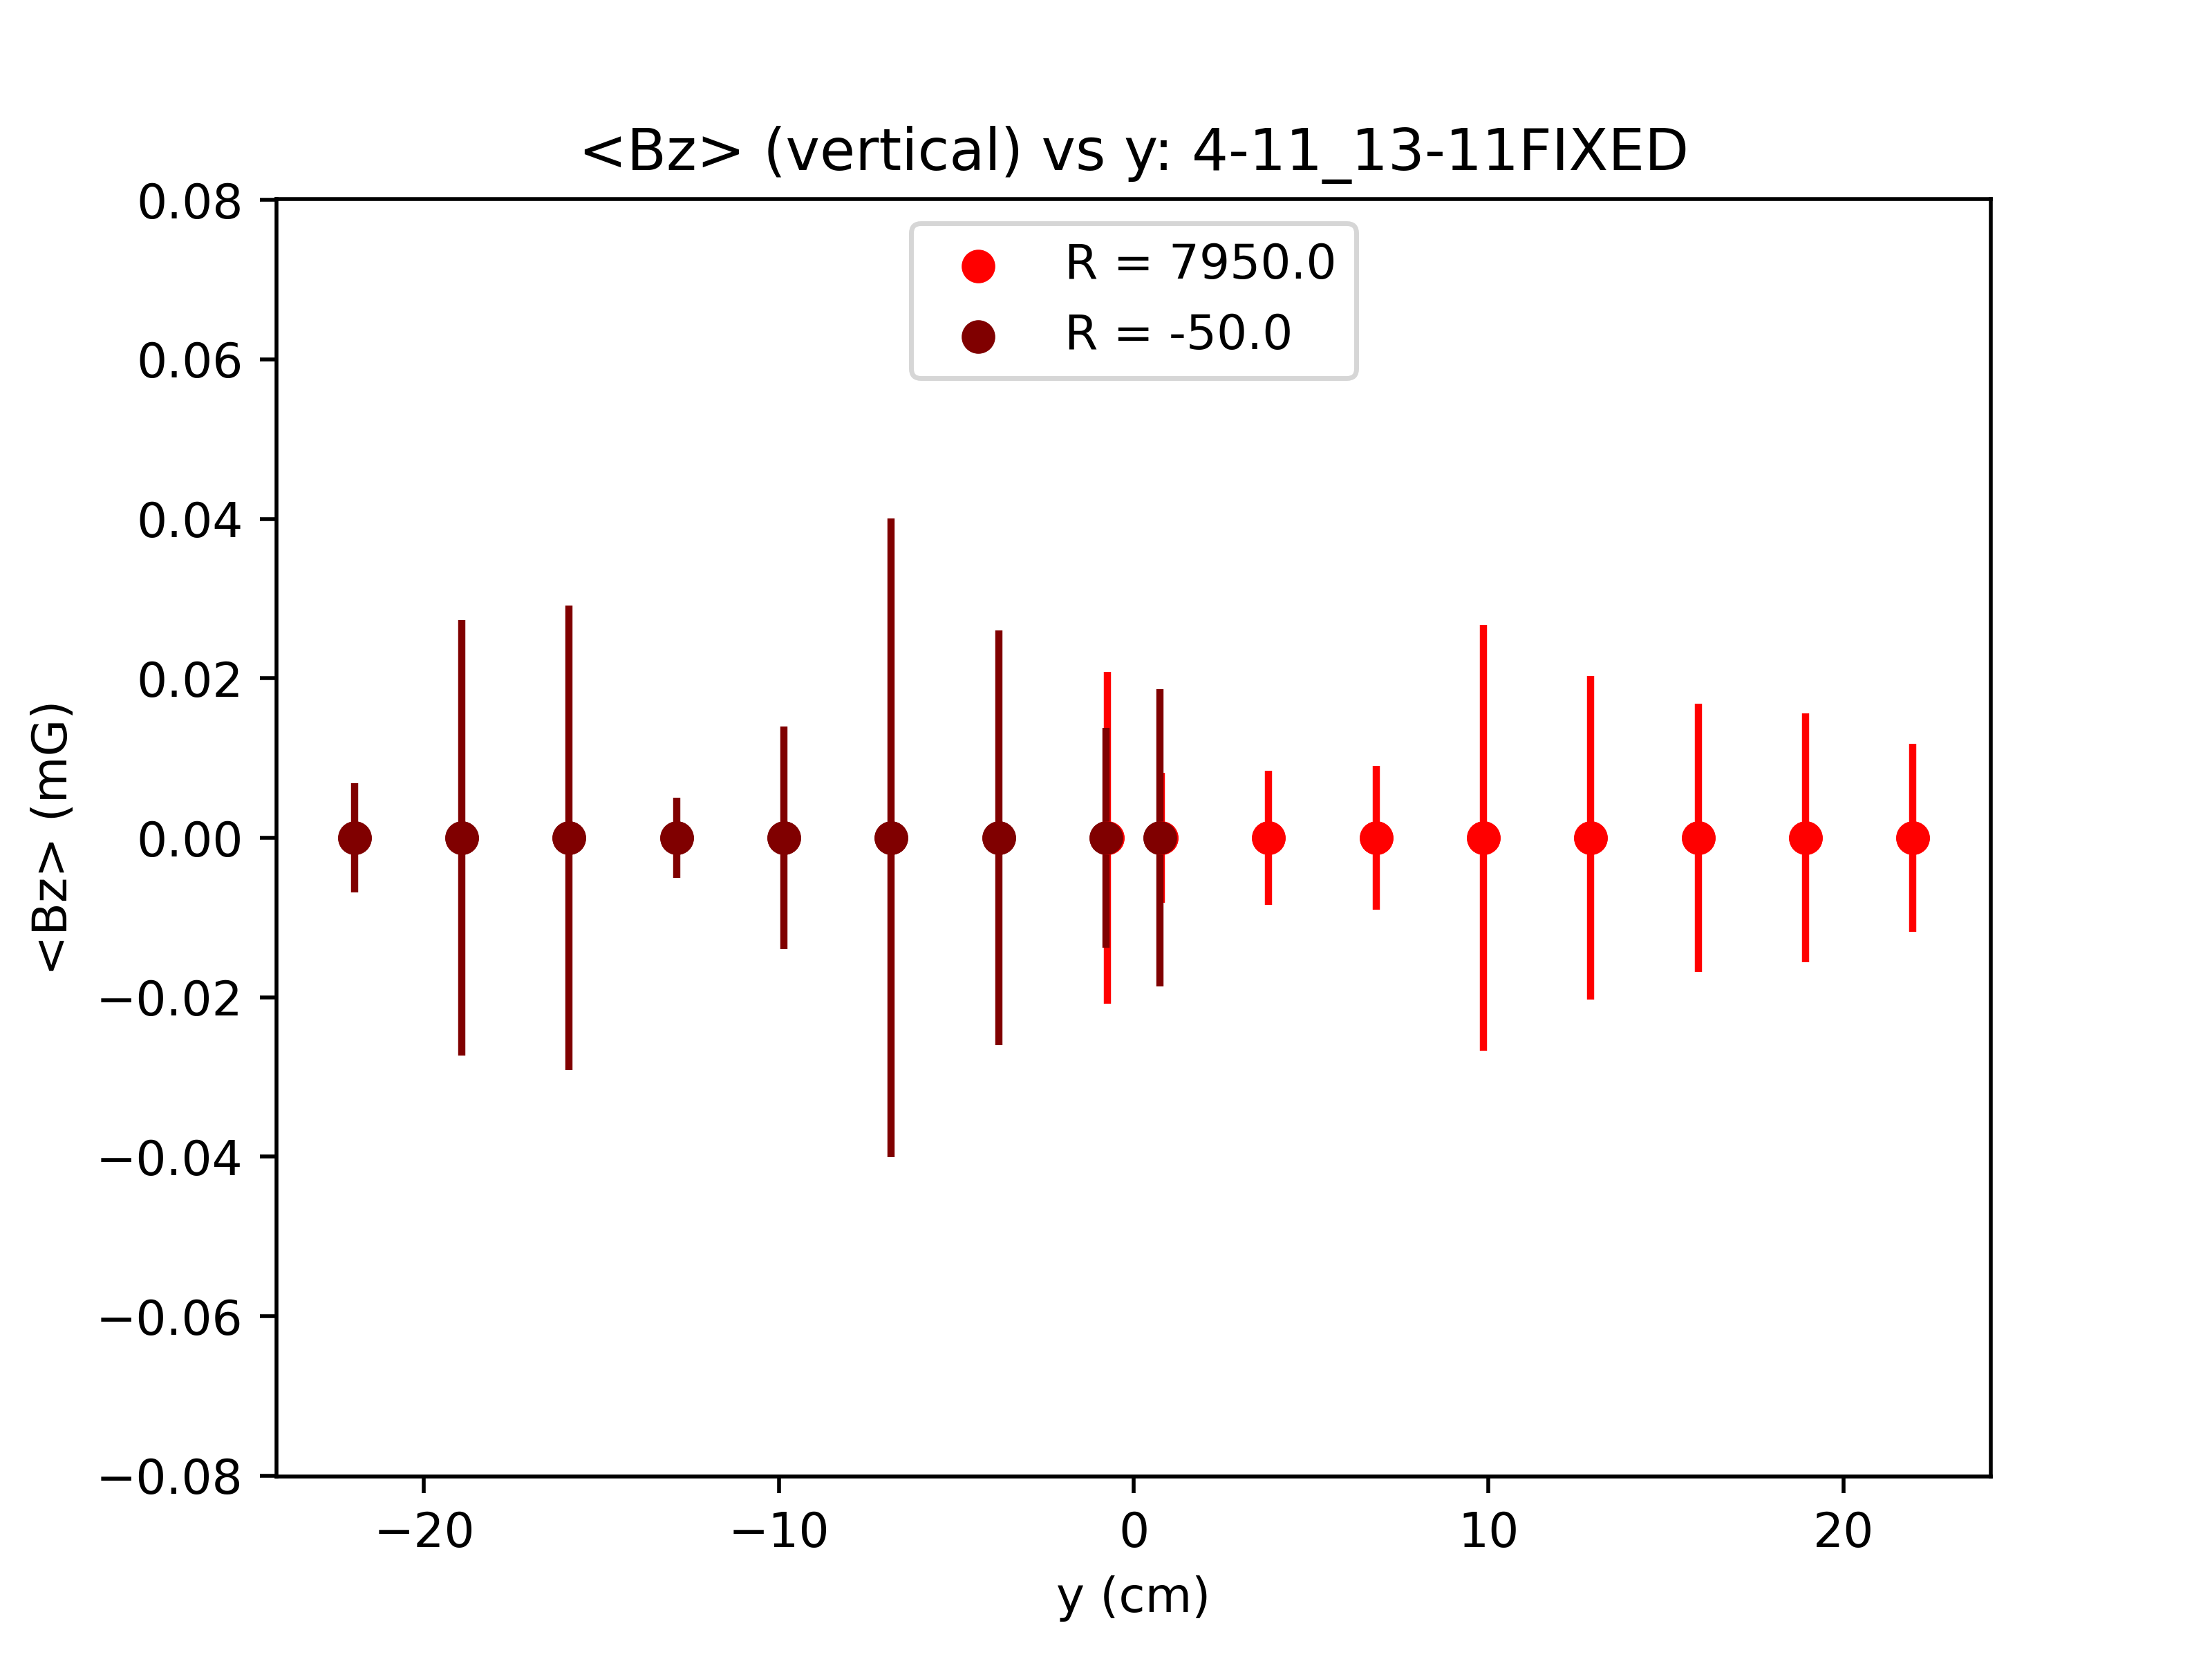 <Bz> (vertical) vs y: 4-11_13-11FIXED
R = 7950.0
R = -50.0
0.08
0.06
0.04
0.02
0.00
−0.02
−0.04
−0.06
−0.08
<Bz> (mG)
−20 −10 0 10 20
y (cm)